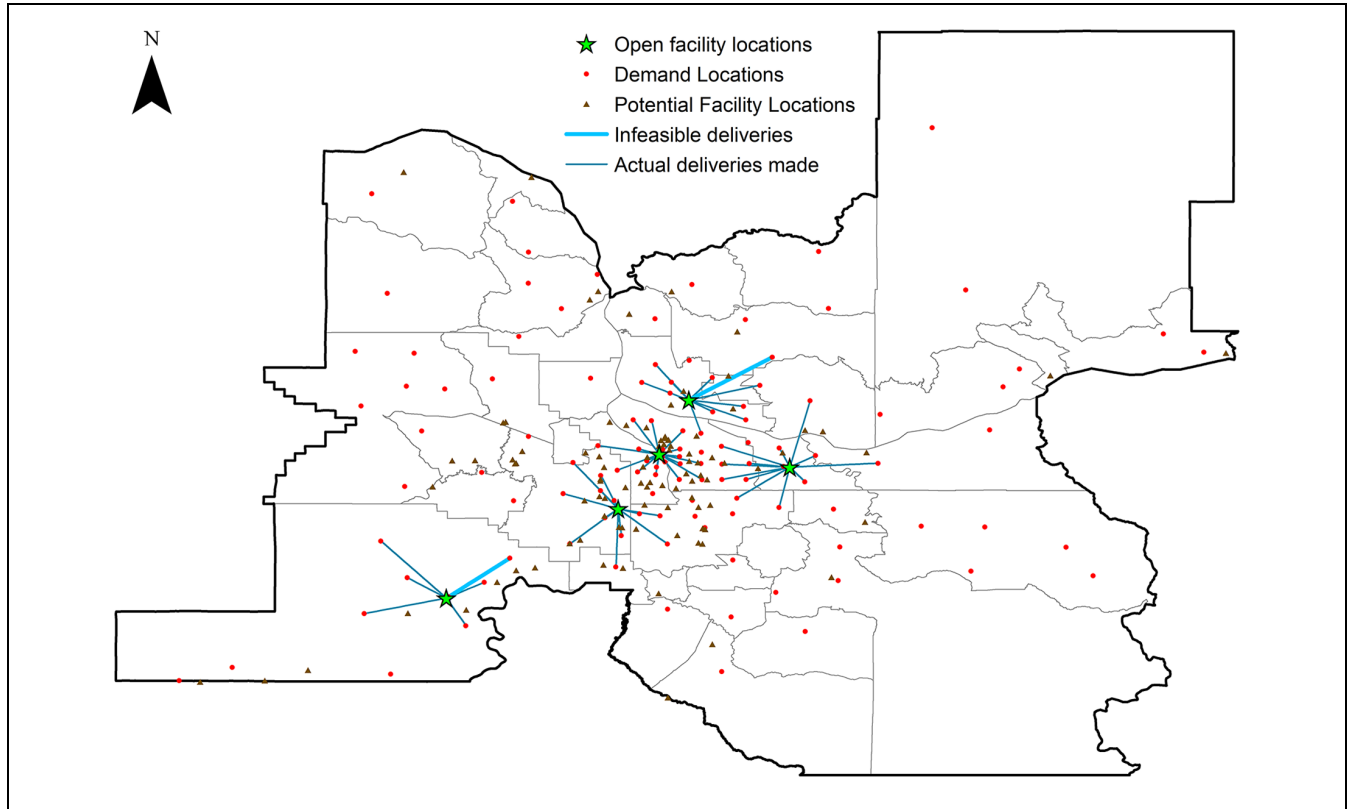 N
Open facility locations
Demand Locations
Potential Facility Locations
Infeasible deliveries
Actual deliveries made